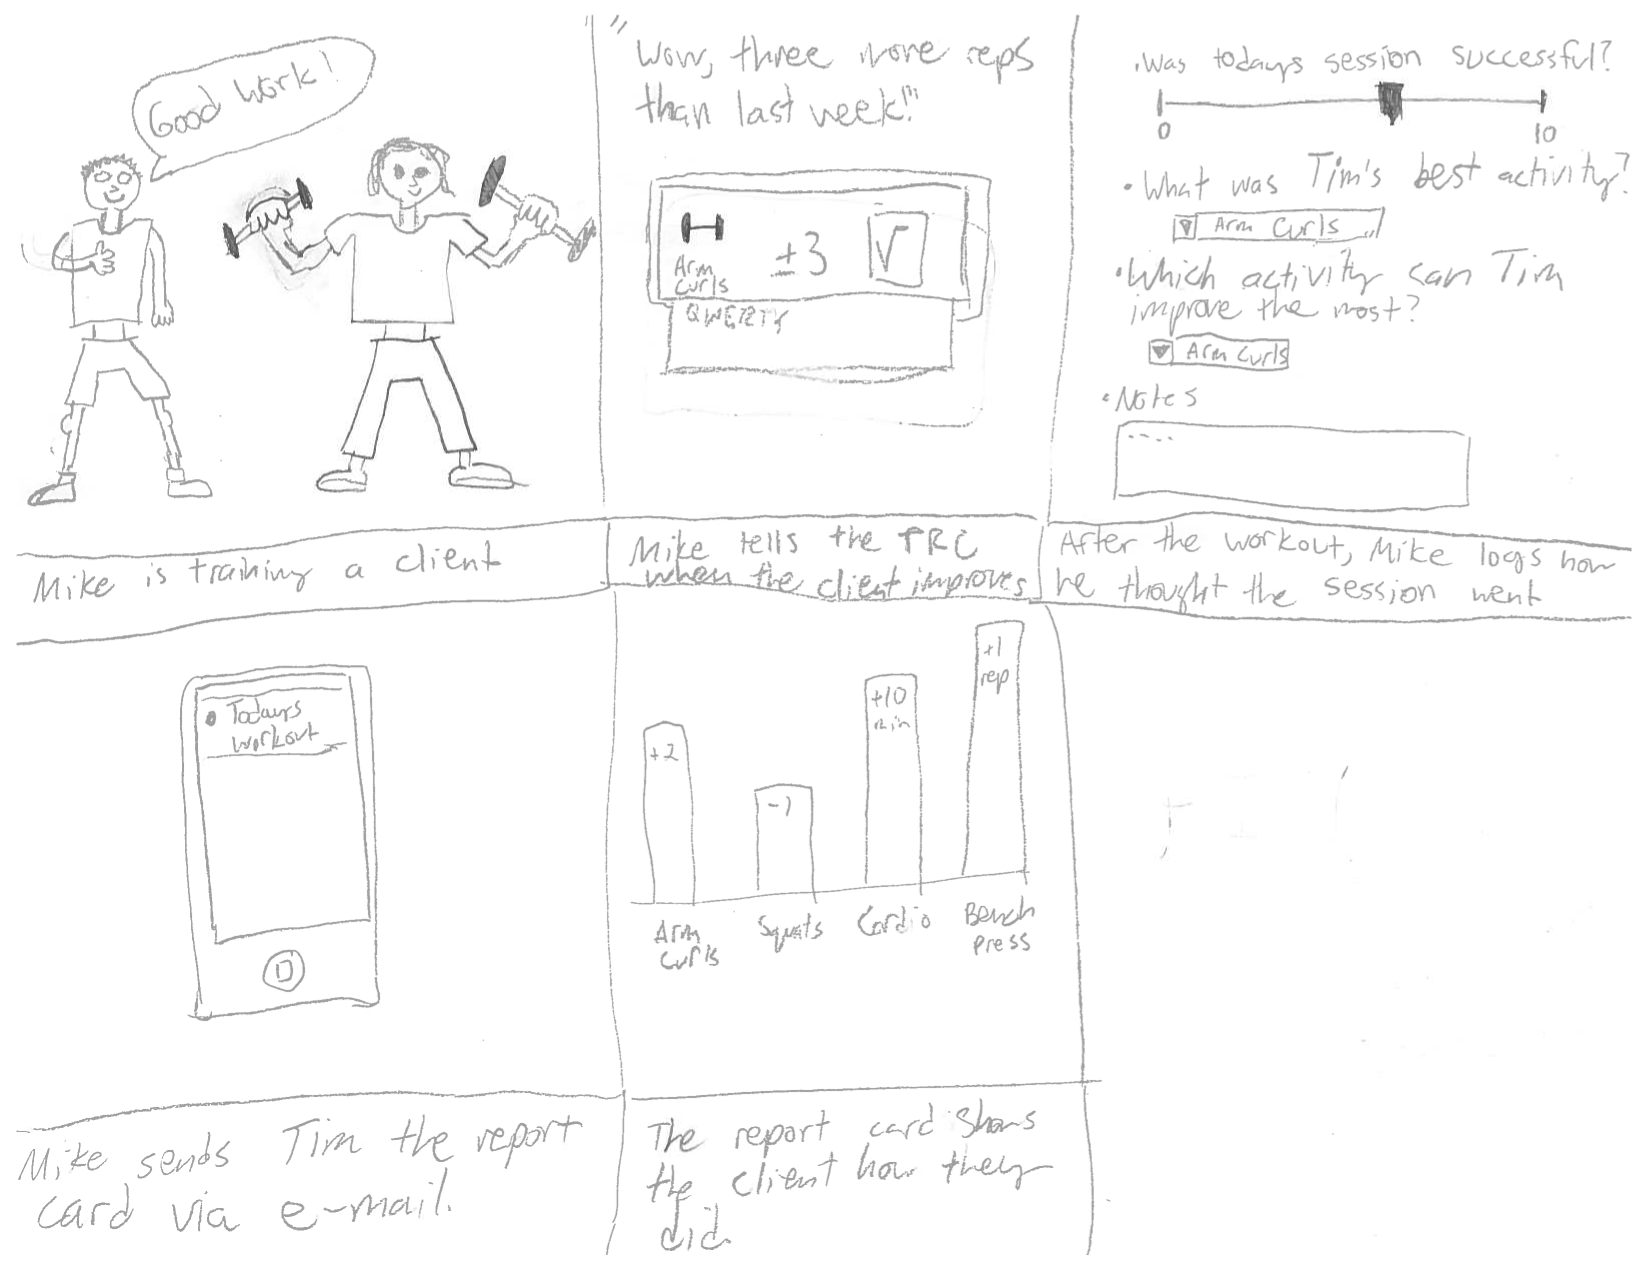 Good Work!
"Wow, three more reps
than last week!"
Arm
Curls
±3
QWERTY
•Was todays session successful?
0
10
•What was Tim's best activity?
Arm Curls
•Which activity can Tim
improve the most?
Arm Curls
•Notes
....
Mike is training a client
Mike tells the TRC
when the client improves
After the workout, Mike logs how
he thought the session went
• Todays
workout
+2
-1
+10
min
+1
rep
Arm
Curls
Squats
Cardio
Bench
Press
Mike sends Tim the report
card via e-mail.
The report card shows
the client how they
did.